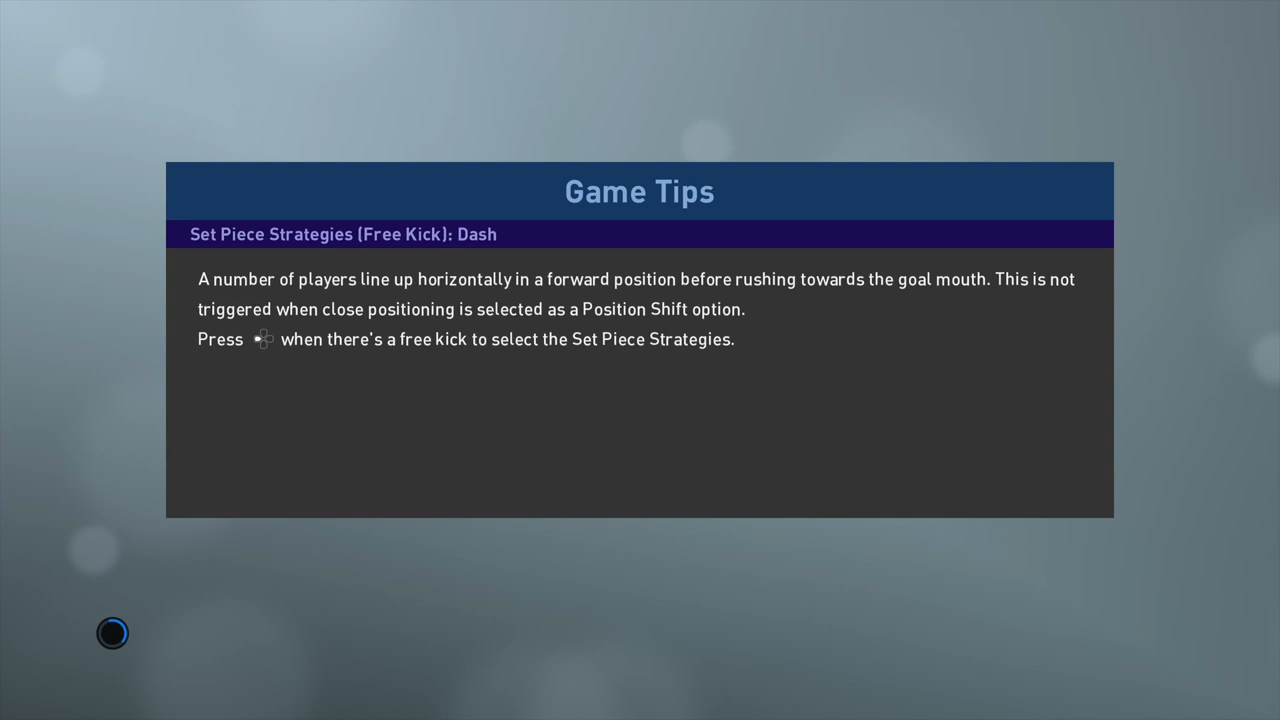 Game Tips
Set Piece Strategies (Free Kick): Dash
A number of players line up horizontally in a forward position before rushing towards the goal mouth. This is not
triggered when close positioning is selected as a Position Shift option.
Press when there's a free kick to select the Set Piece Strategies.